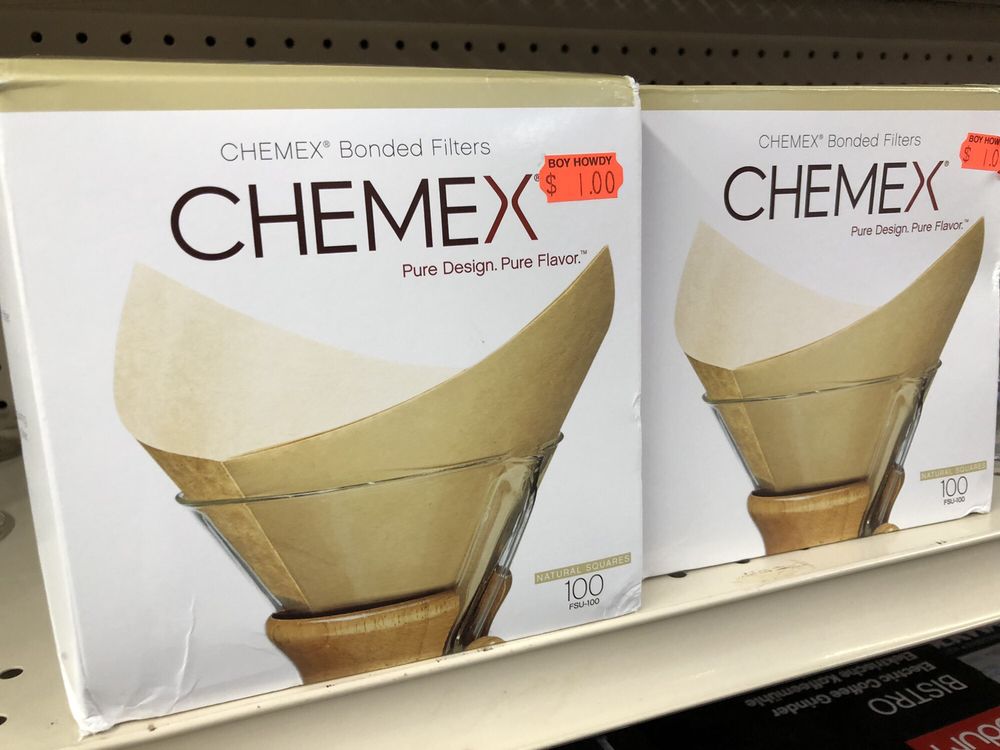 CHEMEX® Bonded Filters
CHEMEX®
Pure Design. Pure Flavor.™
BOY HOWDY
$ 1.00
NATURAL SQUARES
100
FSU-100
CHEMEX® Bonded Filters
CHEMEX®
Pure Design. Pure Flavor.™
BOY HOW
$ 1.0
NATURAL SQUARES
100
FSU-100
BISTRO
Electric Coffee Grinder
Elektrische Kaffeemühle